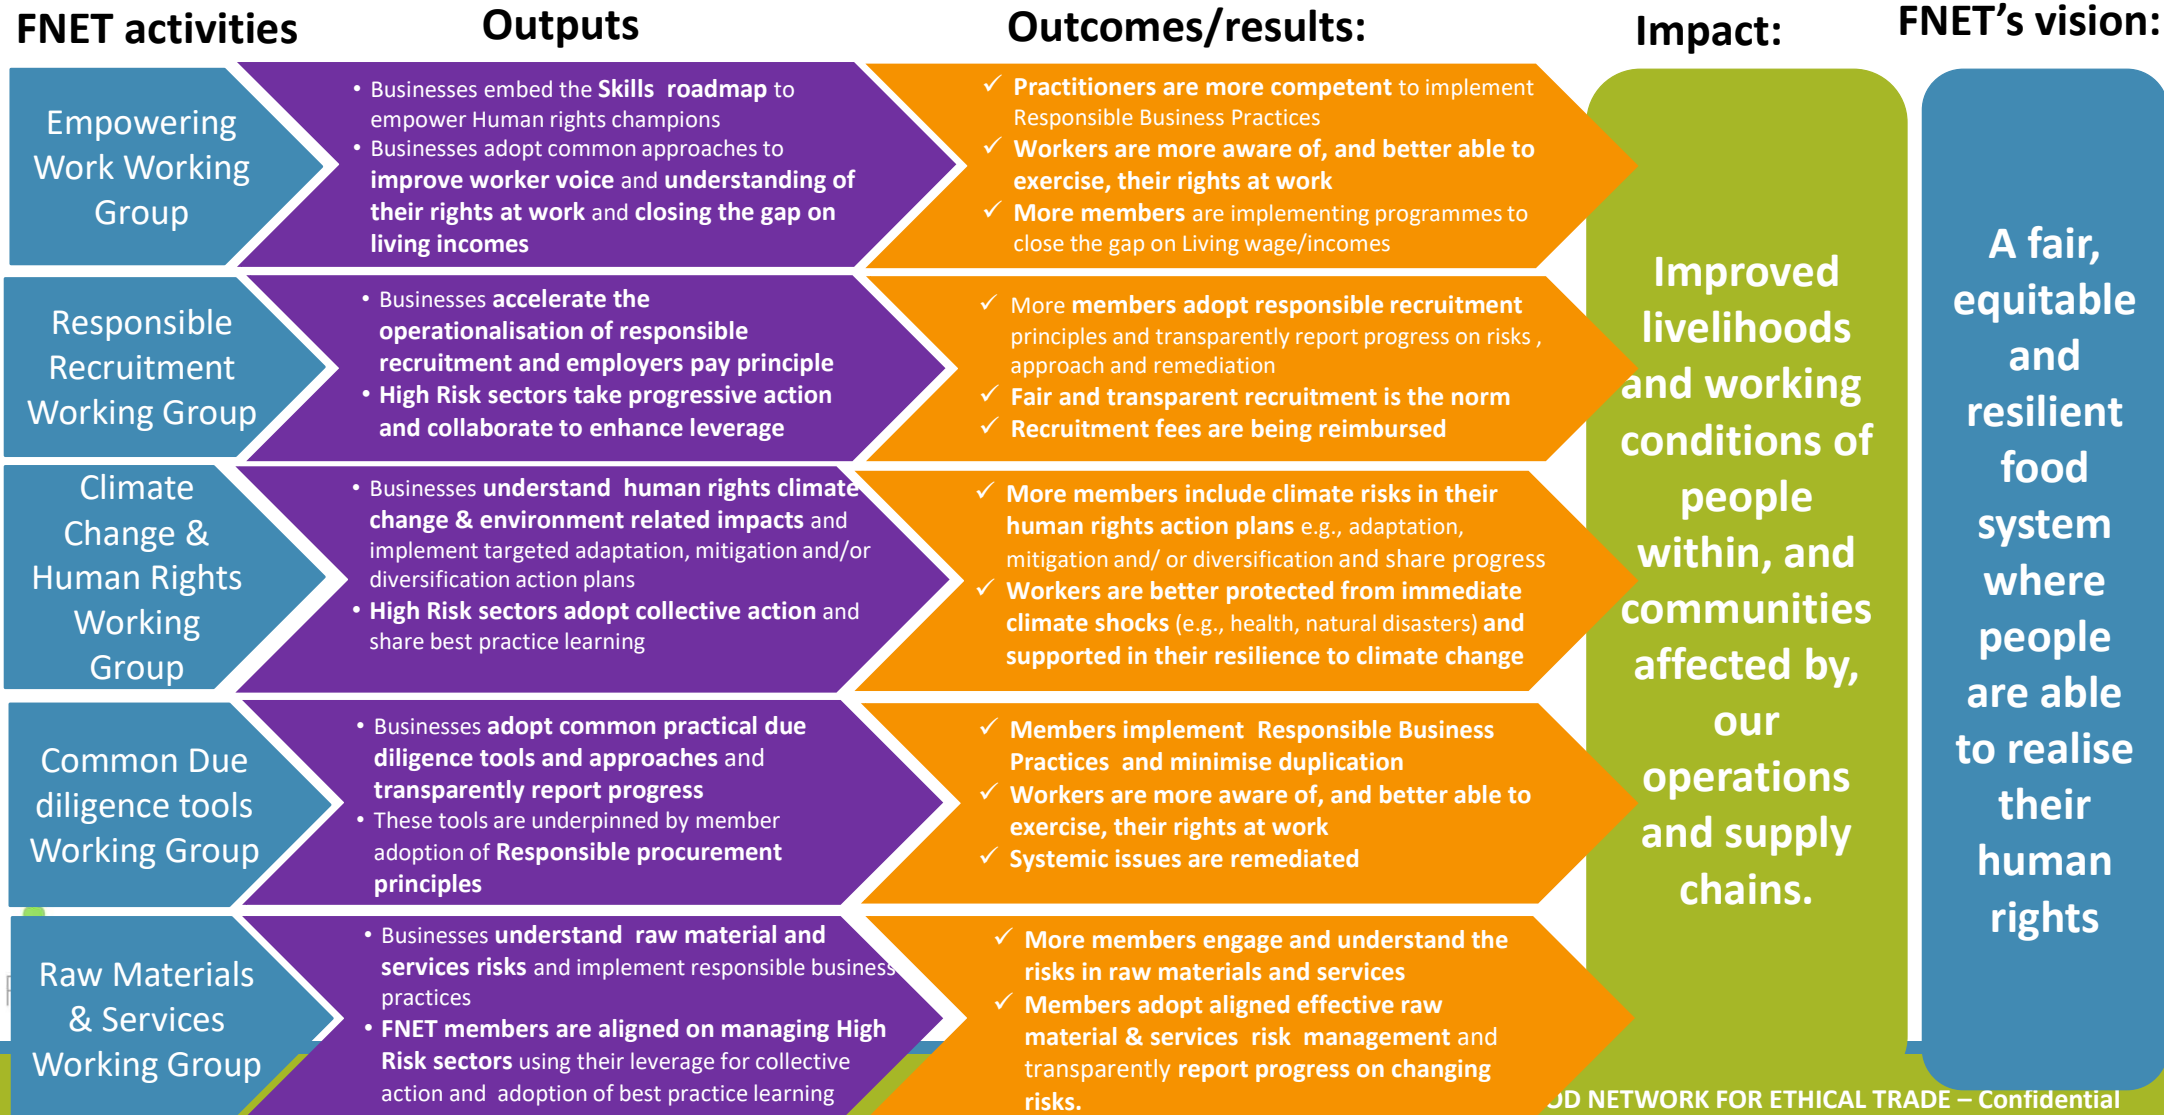 FNET activities
Outputs
Outcomes/results:
Impact:
FNET's vision:
Empowering
Work Working
Group
• Businesses embed the Skills roadmap to
empower Human rights champions
• Businesses adopt common approaches to
improve worker voice and understanding of
their rights at work and closing the gap on
living incomes
✓ Practitioners are more competent to implement
Responsible Business Practices
✓ Workers are more aware of, and better able to
exercise, their rights at work
✓ More members are implementing programmes to
close the gap on Living wage/incomes
Responsible
Recruitment
Working Group
• Businesses accelerate the
operationalisation of responsible
recruitment and employers pay principle
• High Risk sectors take progressive action
and collaborate to enhance leverage
✓ More members adopt responsible recruitment
principles and transparently report progress on risks ,
approach and remediation
✓ Fair and transparent recruitment is the norm
✓ Recruitment fees are being reimbursed
Climate
Change &
Human Rights
Working
Group
• Businesses understand human rights climate
change & environment related impacts and
implement targeted adaptation, mitigation and/or
diversification action plans
• High Risk sectors adopt collective action and
share best practice learning
✓ More members include climate risks in their
human rights action plans e.g., adaptation,
mitigation and/ or diversification and share progress
✓ Workers are better protected from immediate
climate shocks (e.g., health, natural disasters) and
supported in their resilience to climate change
Common Due
diligence tools
Working Group
• Businesses adopt common practical due
diligence tools and approaches and
transparently report progress
• These tools are underpinned by member
adoption of Responsible procurement
principles
✓ Members implement Responsible Business
Practices and minimise duplication
✓ Workers are more aware of, and better able to
exercise, their rights at work
✓ Systemic issues are remediated
Raw Materials
& Services
Working Group
• Businesses understand raw material and
services risks and implement responsible business
practices
• FNET members are aligned on managing High
Risk sectors using their leverage for collective
action and adoption of best practice learning
✓ More members engage and understand the
risks in raw materials and services
✓ Members adopt aligned effective raw
material & services risk management and
transparently report progress on changing
risks.
Improved
livelihoods
and working
conditions of
people
within, and
communities
affected by,
our
operations
and supply
chains.
A fair,
equitable
and
resilient
food
system
where
people
are able
to realise
their
human
rights
NETWORK FOR ETHICAL TRADE – Confidential